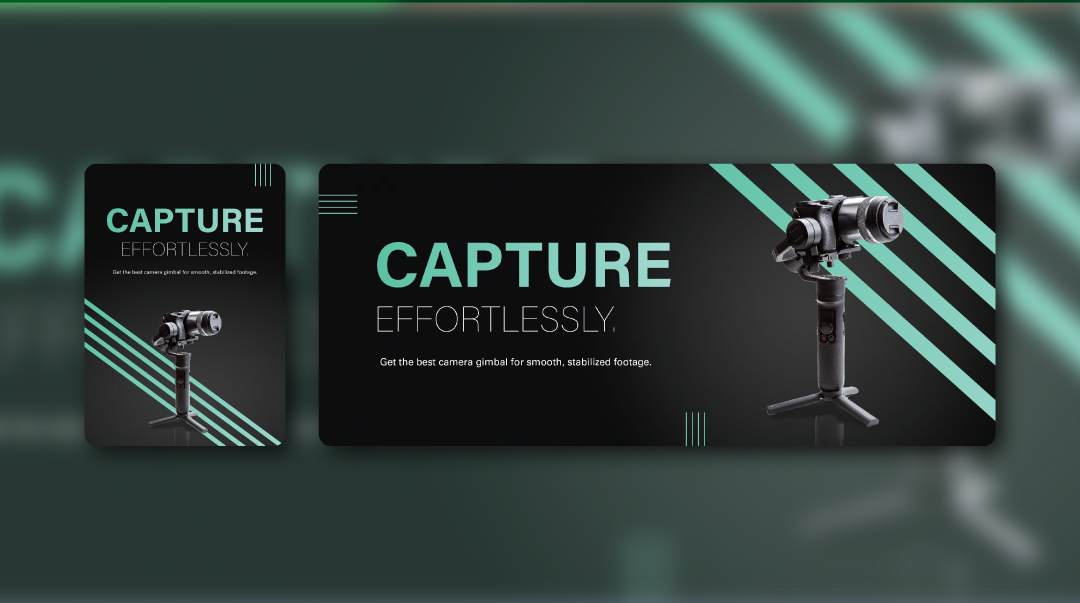 CAPTURE
EFFORTLESSLY.
Get the best camera gimbal for smooth, stabilized footage.
CAPTURE
EFFORTLESSLY.
Get the best camera gimbal for smooth, stabilized footage.